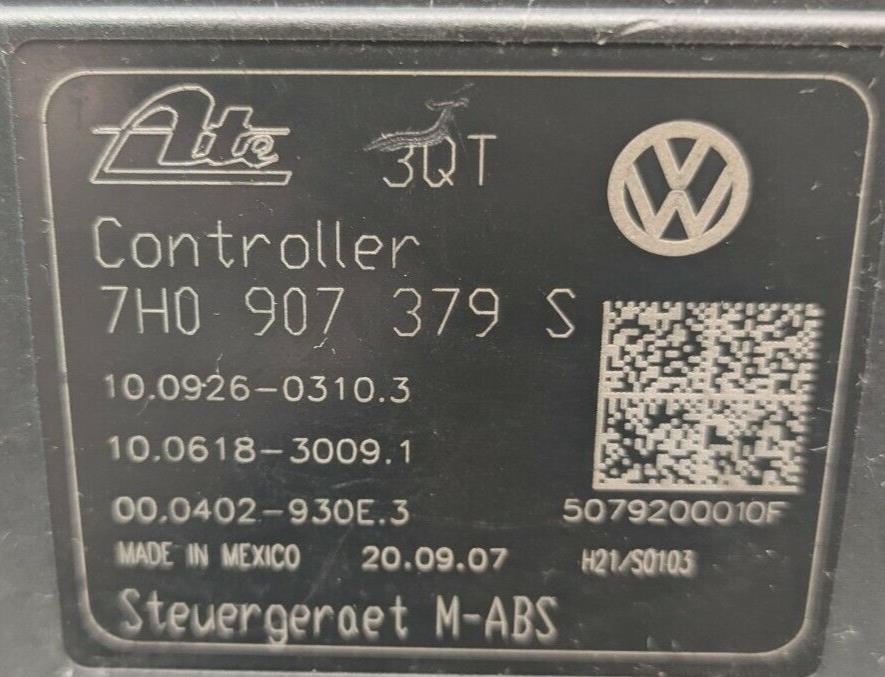 Ate 3QT
Controller
7H0 907 379 S
10.0926-0310.3
10.0618-3009.1
00.0402-930E.3 5079200010F
MADE IN MEXICO 20.09.07 H21/S0103
Steuergeraet M-ABS